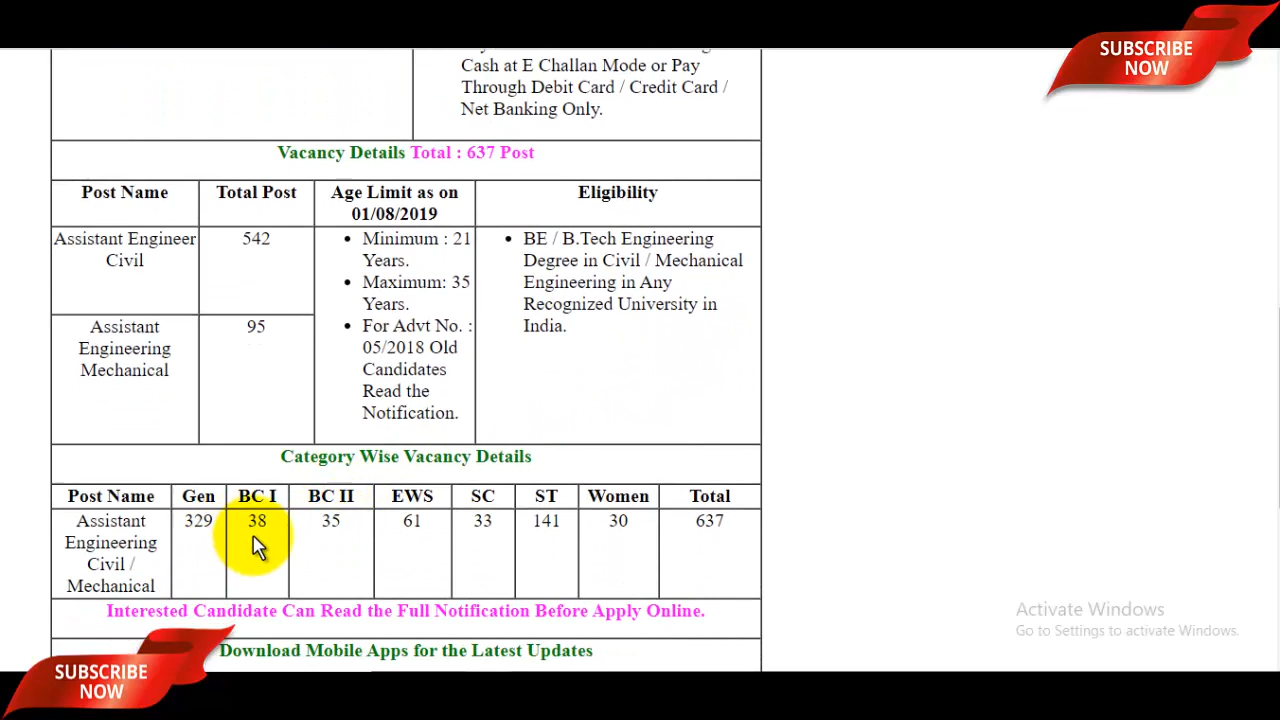 SUBSCRIBE
NOW
Cash at E Challan Mode or Pay
Through Debit Card / Credit Card /
Net Banking Only.
Vacancy Details Total : 637 Post
Post Name Total Post Age Limit as on 01/08/2019 Eligibility
Assistant Engineer
Civil
542
• Minimum : 21
Years.
• Maximum: 35
Years.
• For Advt No. :
05/2018 Old
Candidates
Read the
Notification.
• BE / B.Tech Engineering
Degree in Civil / Mechanical
Engineering in Any
Recognized University in
India.
Assistant
Engineering
Mechanical
95
Category Wise Vacancy Details
Post Name Gen BC I BC II EWS SC ST Women Total
Assistant
Engineering
Civil /
Mechanical
329 38 35 61 33 141 30 637
Interested Candidate Can Read the Full Notification Before Apply Online.
Download Mobile Apps for the Latest Updates
Activate Windows
Go to Settings to activate Windows.
SUBSCRIBE
NOW